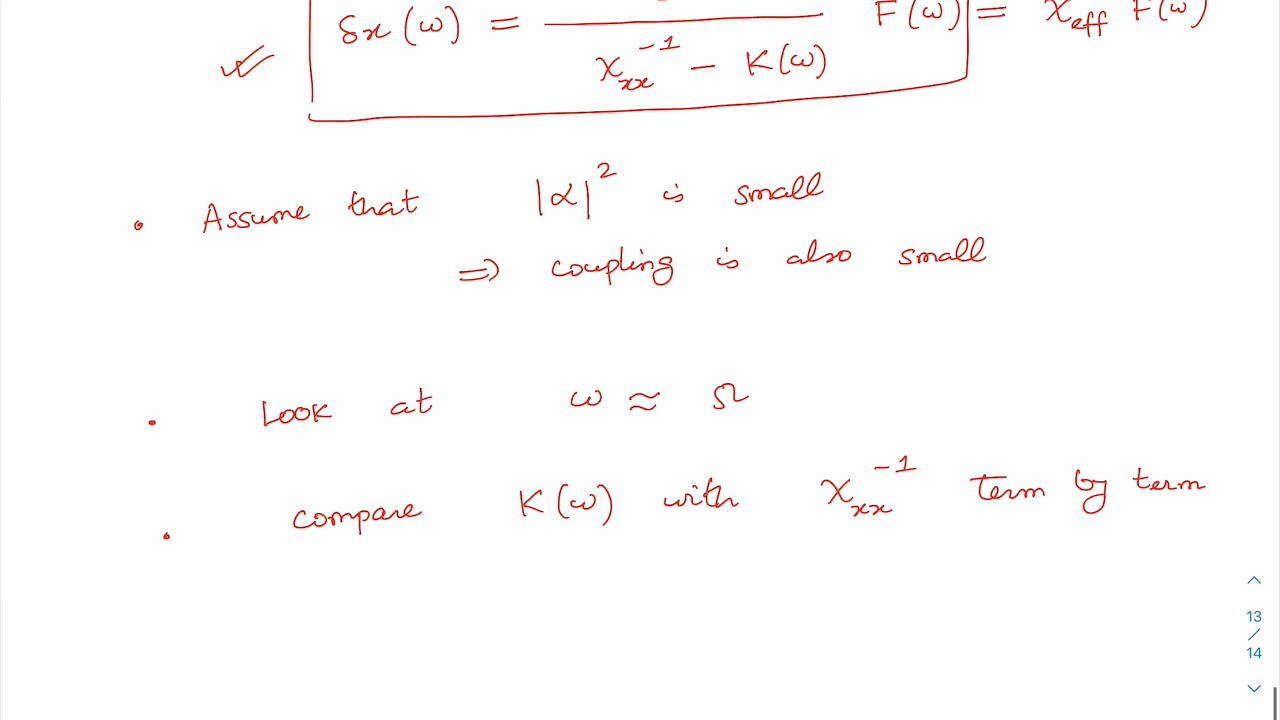 δx(ω) = ―――― F(ω) = χ_eff F(ω)
χ_xx^-1 - K(ω)
• Assume that |α|^2 is small
=> coupling is also small
• Look at ω ≈ Ω
• compare K(ω) with χ_xx^-1 term by term
13
/
14